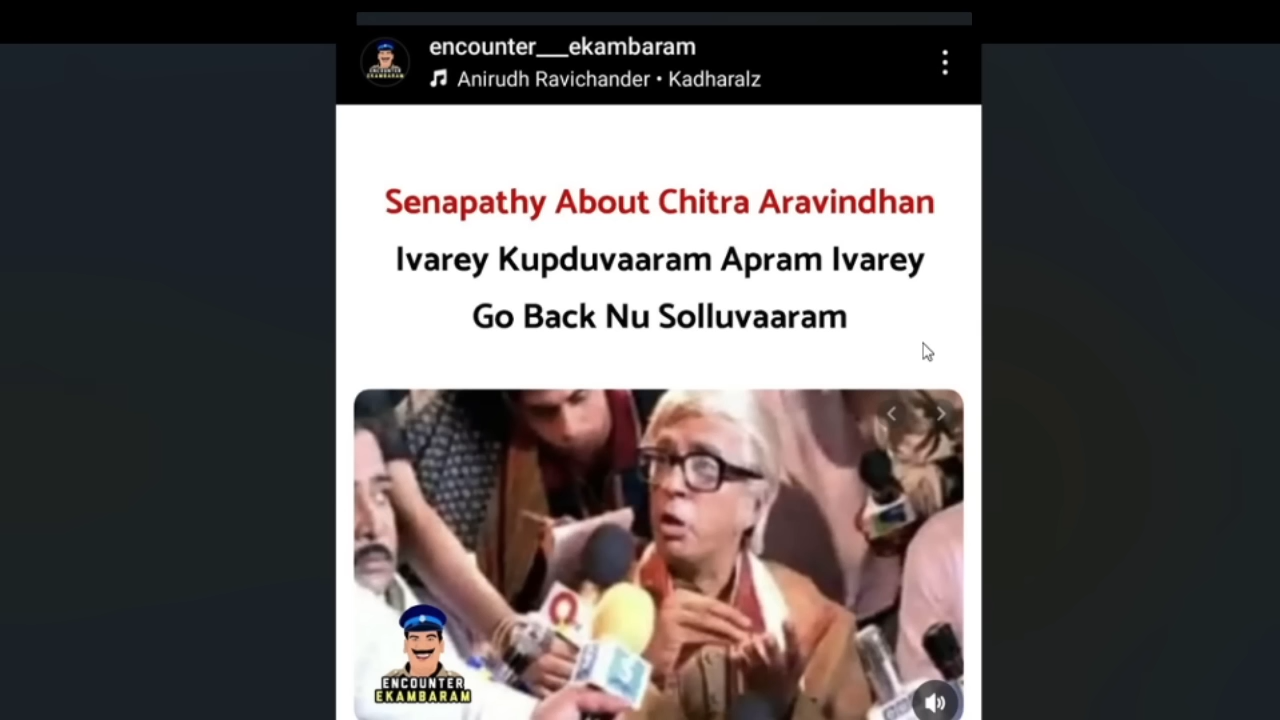 encounter___ekambaram
Anirudh Ravichander • Kadharalz
Senapathy About Chitra Aravindhan
Ivarey Kupduvaaram Apram Ivarey
Go Back Nu Solluvaaram
ENCOUNTER
EKAMBARAM